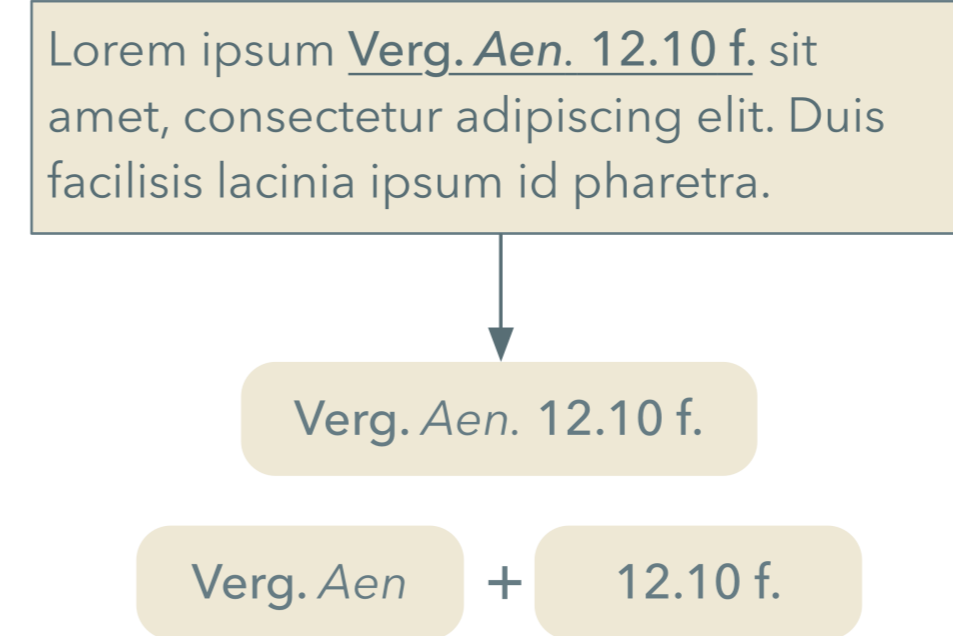 Lorem ipsum Verg. Aen. 12.10 f. sit
amet, consectetur adipiscing elit. Duis
facilisis lacinia ipsum id pharetra.
Verg. Aen. 12.10 f.
Verg. Aen + 12.10 f.